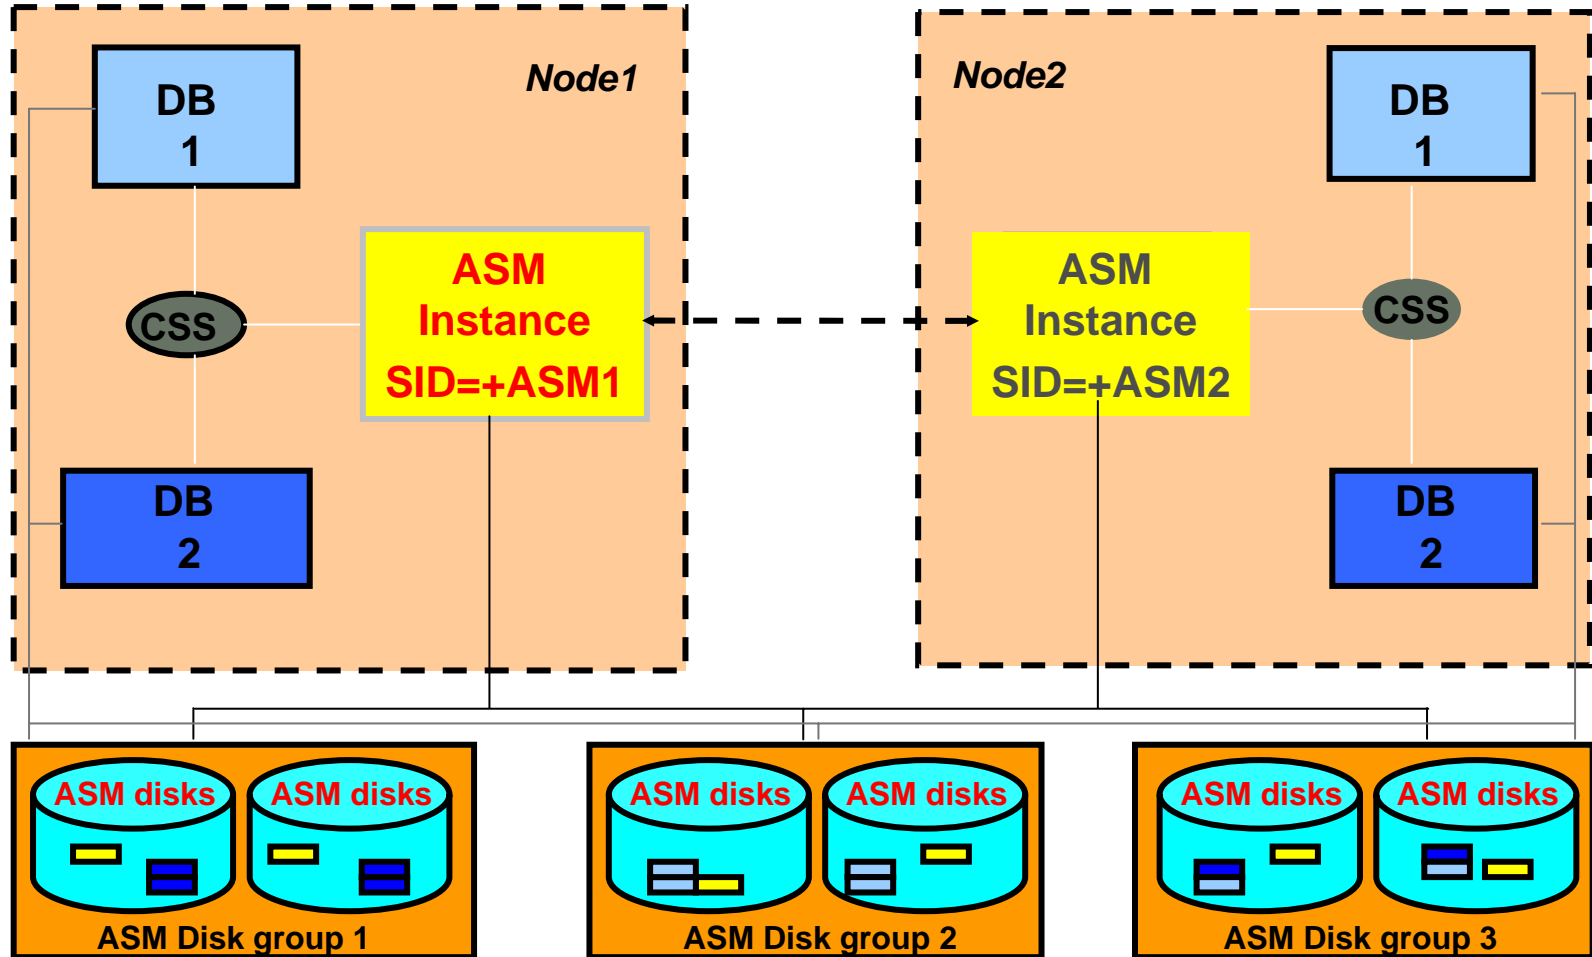 Node1
DB
1
CSS
ASM
Instance
SID=+ASM1
DB
2
Node2
DB
1
ASM
Instance
SID=+ASM2
CSS
DB
2
ASM disks
ASM disks
ASM Disk group 1
ASM disks
ASM disks
ASM Disk group 2
ASM disks
ASM disks
ASM Disk group 3